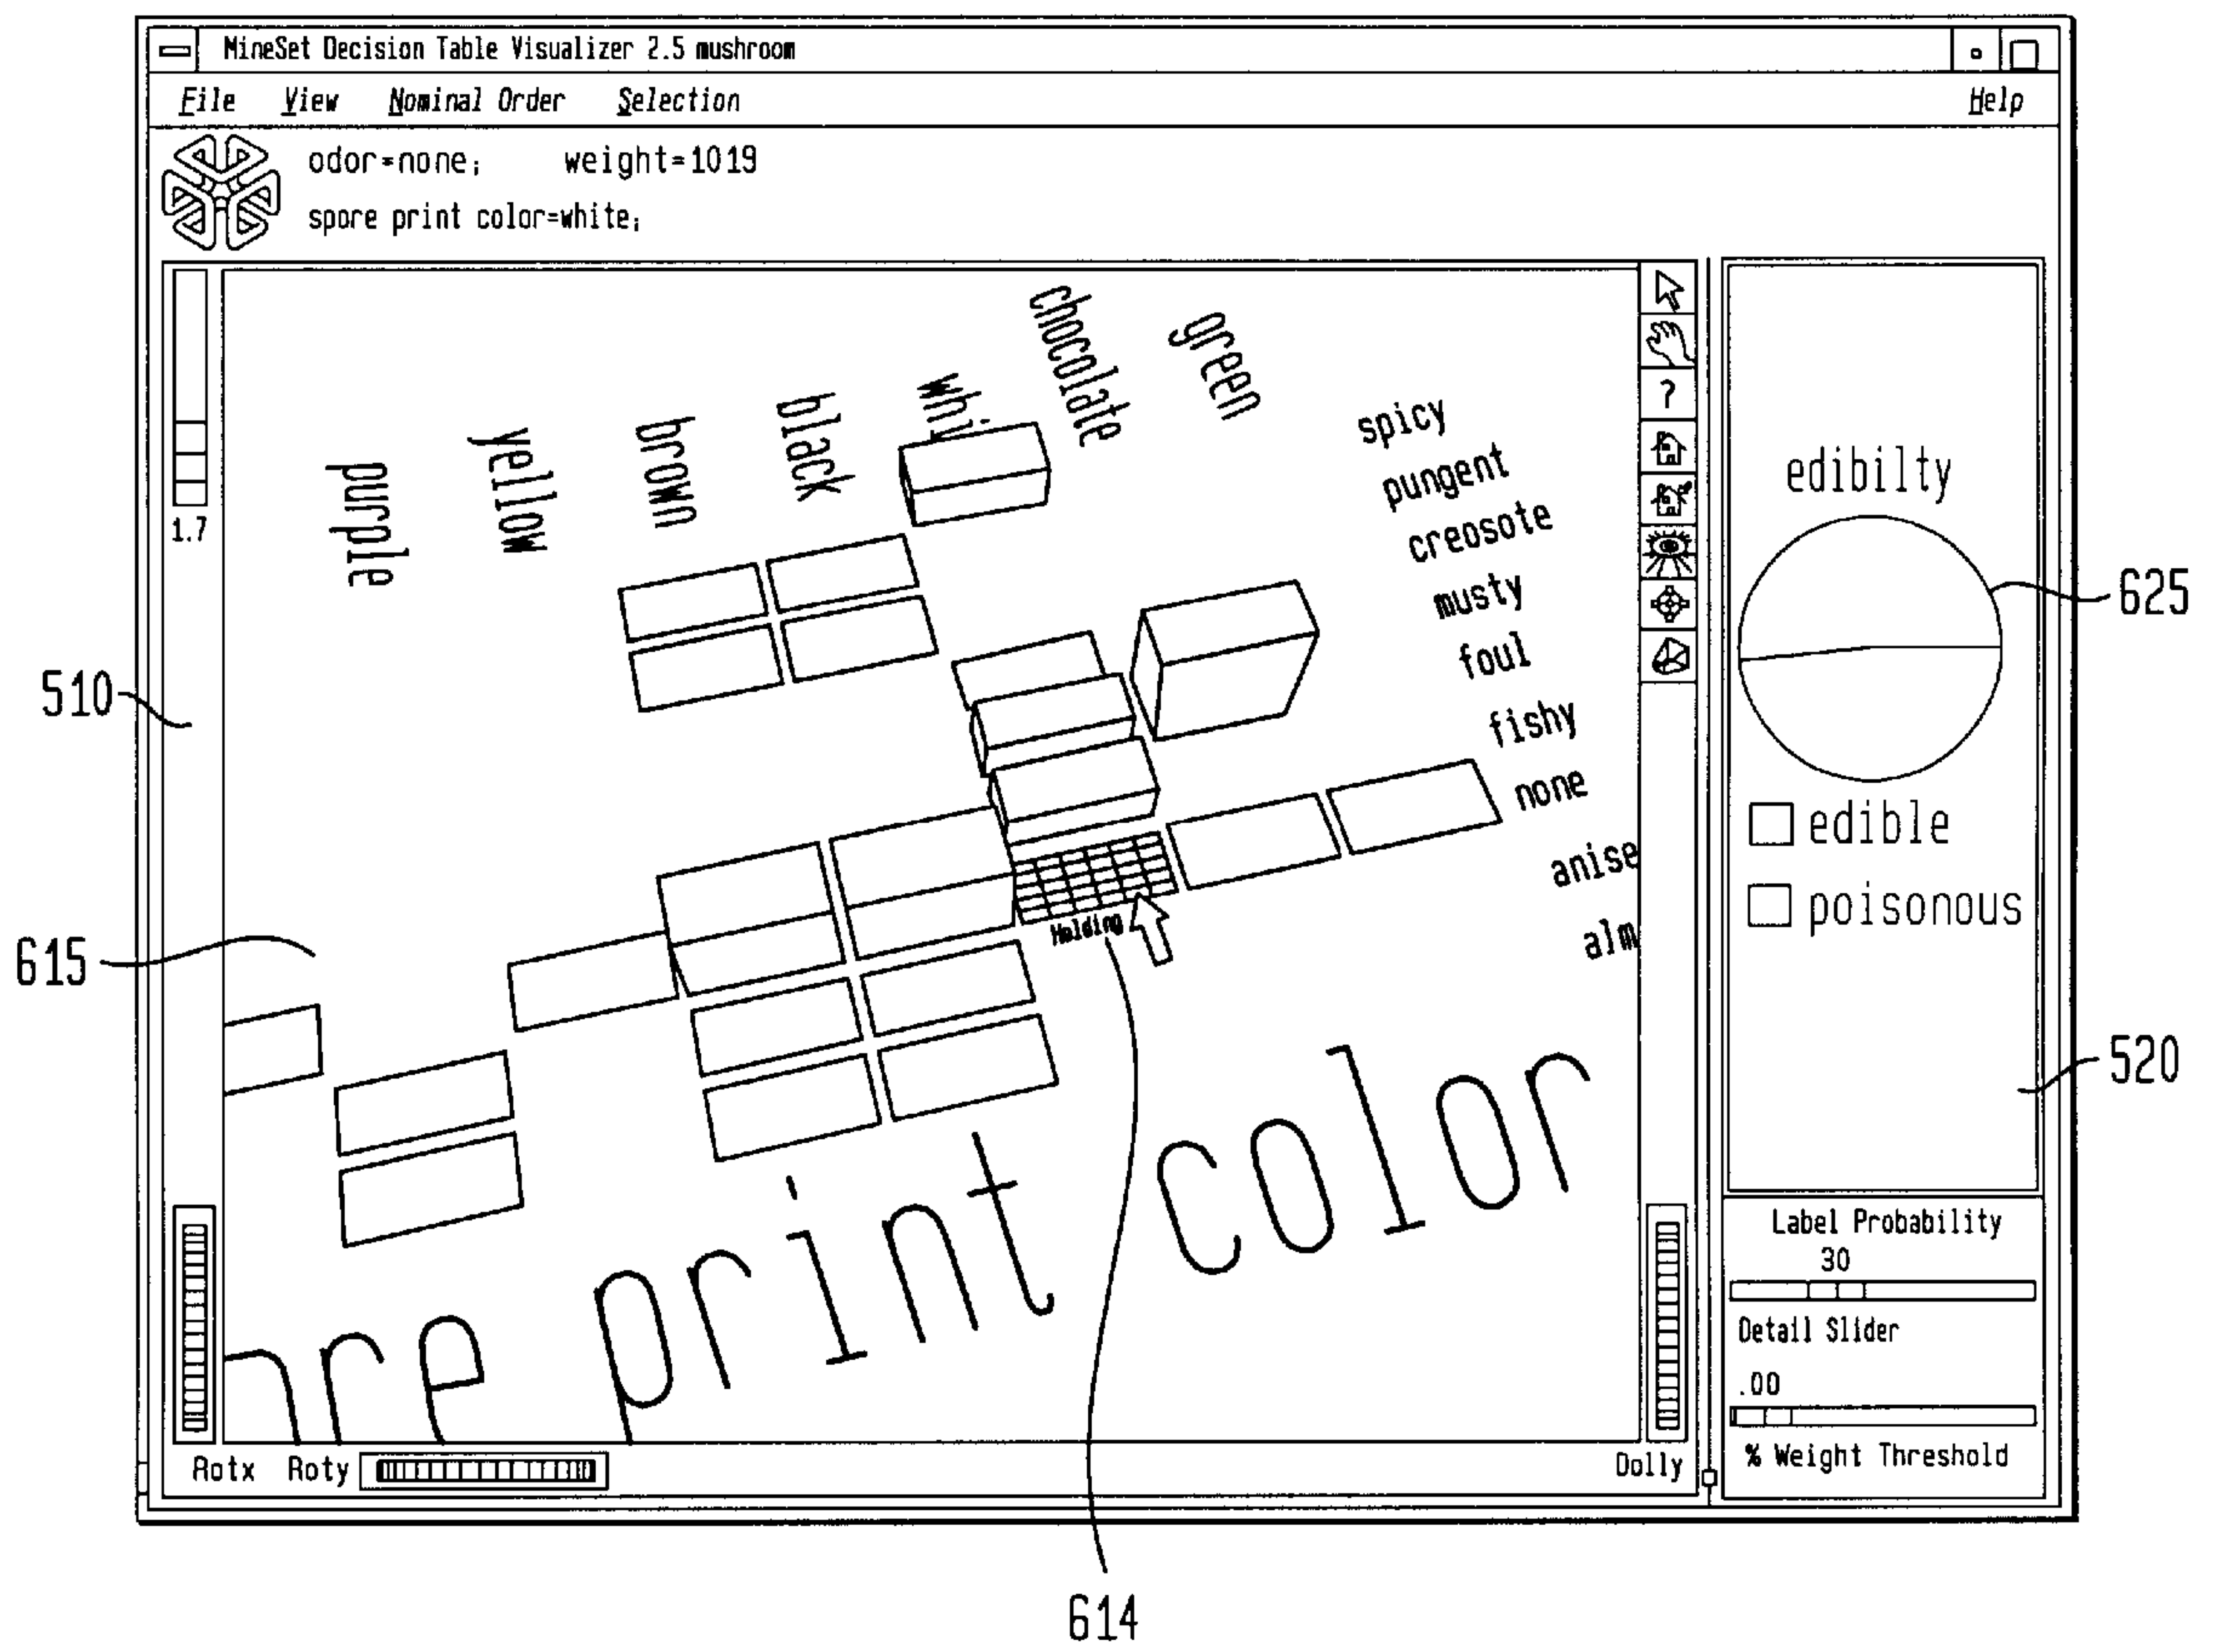 MineSet Decision Table Visualizer 2.5 mushroom
File View Nominal Order Selection Help
odor=none; weight=1019
spore print color=white;
1.7
purple
yellow
brown
black
whi
chocolate
green
spicy
pungent
creosote
musty
foul
fishy
none
anise
alm
?
edibilty
625
edible
poisonous
510
615
520
ore print color
Label Probability
30
Detail Slider
.00
% Weight Threshold
Rotx Roty Dolly
614